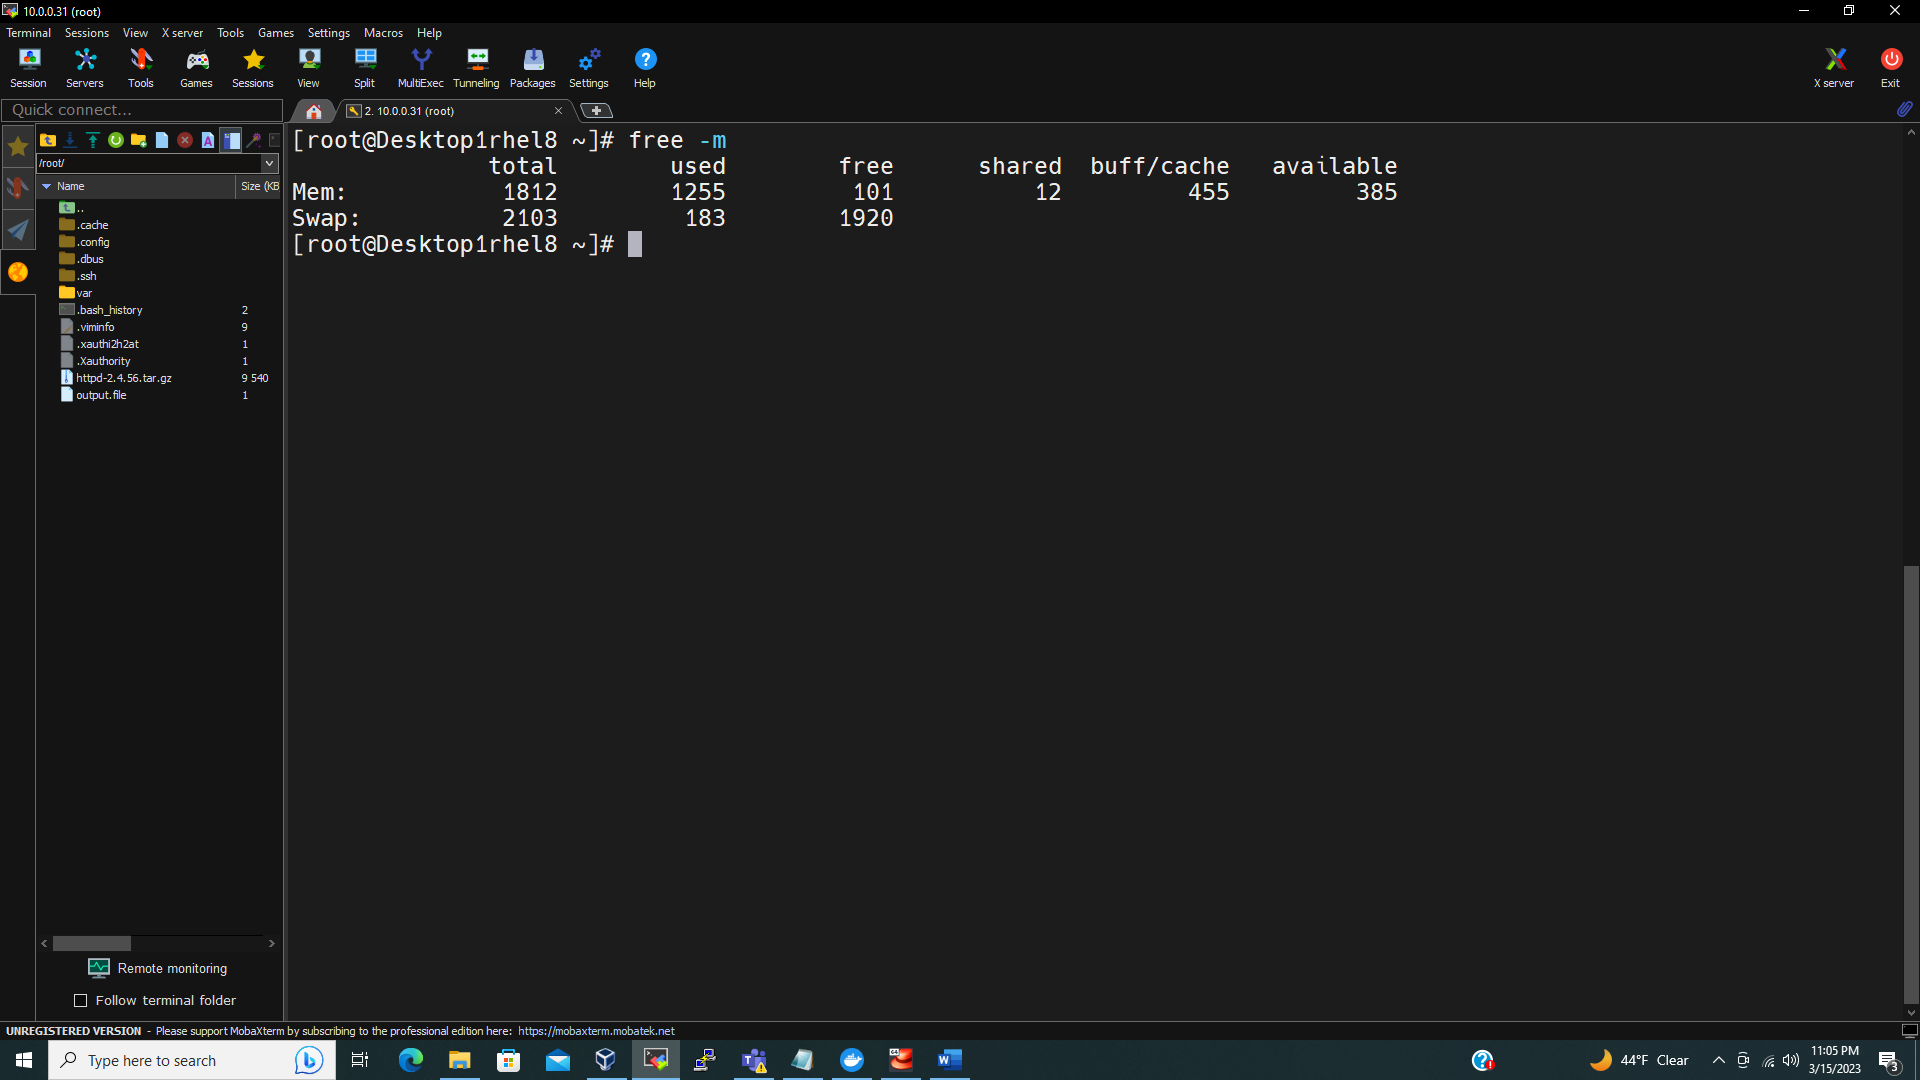 10.0.0.31 (root)
Terminal Sessions View X server Tools Games Settings Macros Help
Session Servers Tools Games Sessions View Split MultiExec Tunneling Packages Settings Help X server Exit
Quick connect...
2. 10.0.0.31 (root)
/root/
Name Size (KB
..
.cache
.config
.dbus
.ssh
var
.bash_history 2
.viminfo 9
.xauthi2h2at 1
.Xauthority 1
httpd-2.4.56.tar.gz 9 540
output.file 1
Remote monitoring
Follow terminal folder
[root@Desktop1rhel8 ~]# free -m
total used free shared buff/cache available
Mem: 1812 1255 101 12 455 385
Swap: 2103 183 1920
[root@Desktop1rhel8 ~]#
UNREGISTERED VERSION - Please support MobaXterm by subscribing to the professional edition here: https://mobaxterm.mobatek.net
Type here to search
44°F Clear
11:05 PM
3/15/2023
3